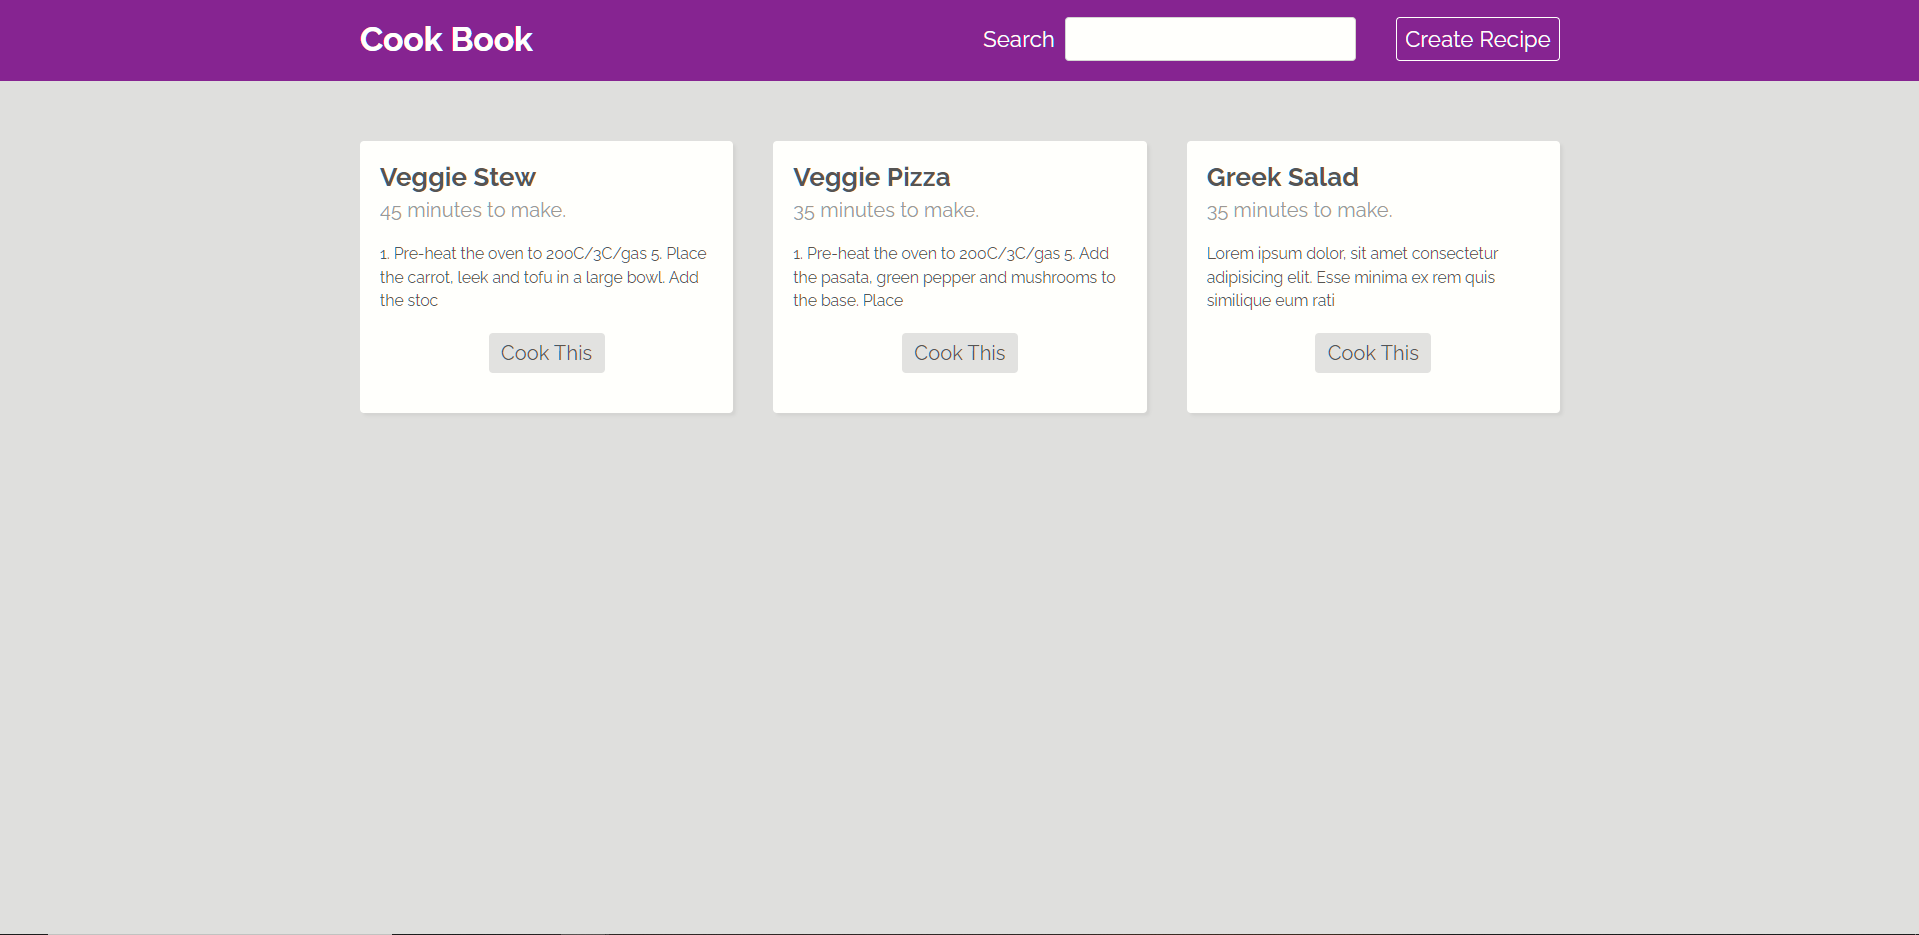 Cook Book
Search
Create Recipe
Veggie Stew
45 minutes to make.
1. Pre-heat the oven to 200C/3C/gas 5. Place
the carrot, leek and tofu in a large bowl. Add
the stoc
Cook This
Veggie Pizza
35 minutes to make.
1. Pre-heat the oven to 200C/3C/gas 5. Add
the pasata, green pepper and mushrooms to
the base. Place
Cook This
Greek Salad
35 minutes to make.
Lorem ipsum dolor, sit amet consectetur
adipisicing elit. Esse minima ex rem quis
similique eum rati
Cook This